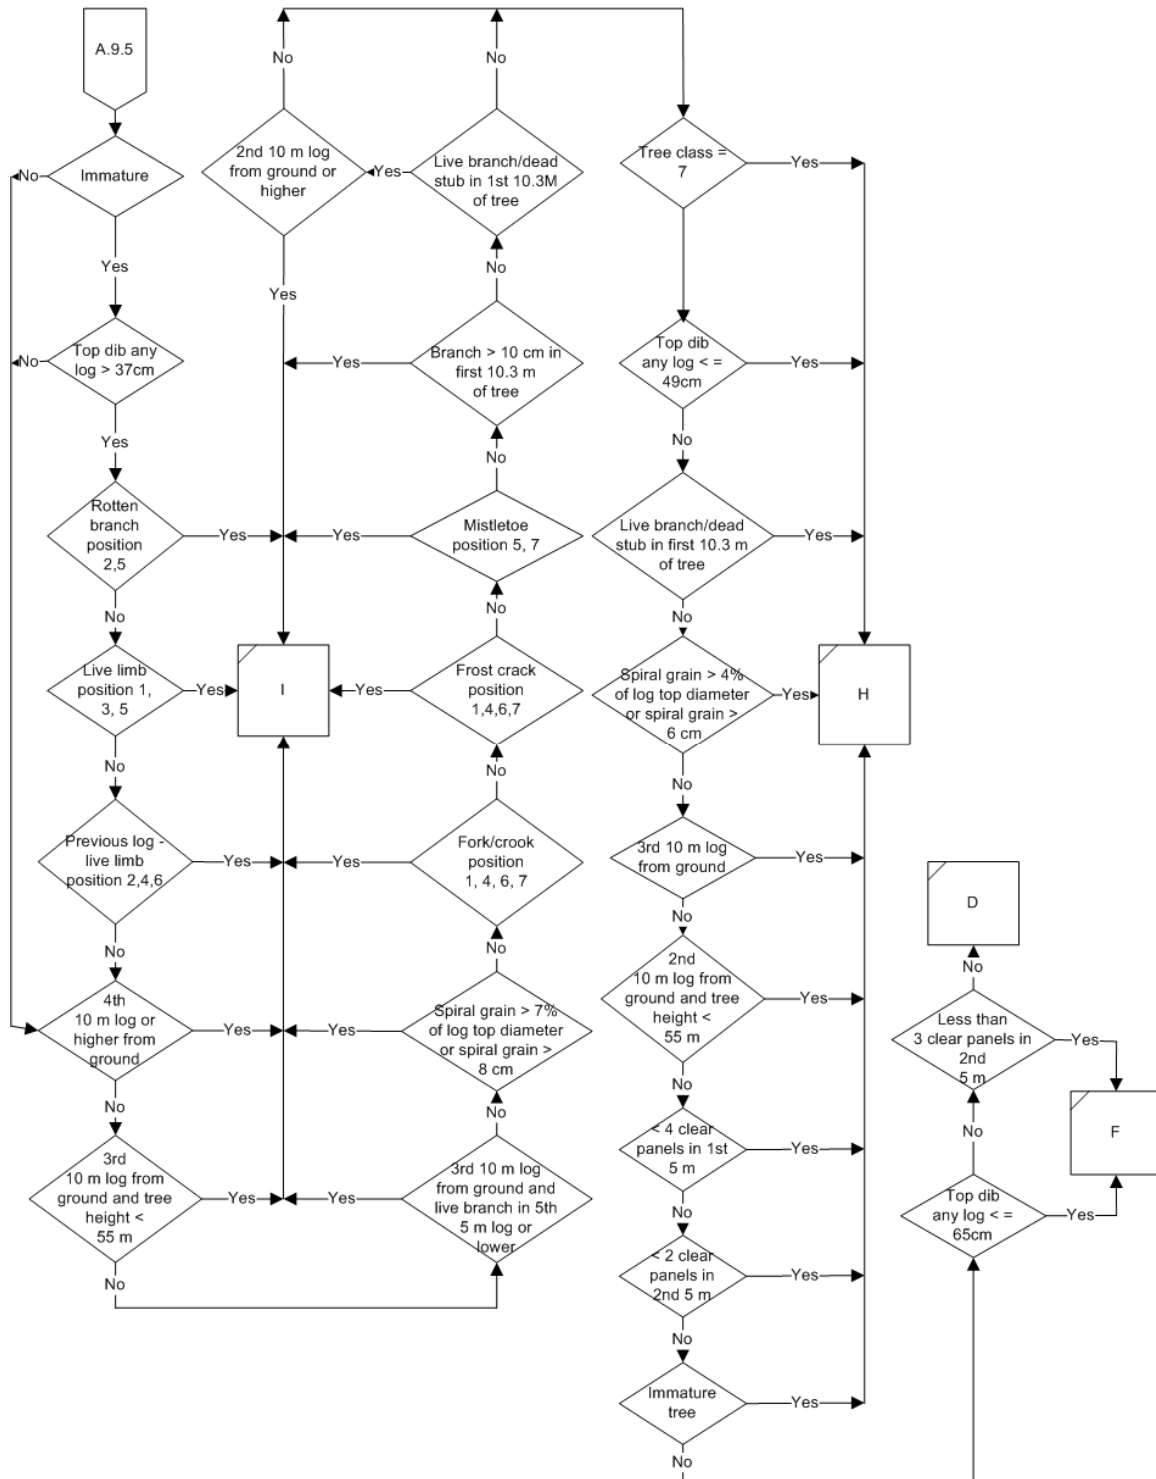 A.9.5
Immature
No
Yes
Top dib any
log > 37cm
No
Yes
Rotten
branch
position
2,5
Yes
No
Live limb
position 1,
3, 5
Yes
No
Previous log -
live limb
position 2,4,6
Yes
No
4th
10 m log or
higher from
ground
Yes
No
3rd
10 m log from
ground and tree
height <
55 m
Yes
No
I
3rd 10 m log
from ground and
live branch in 5th
5 m log or
lower
Yes
No
Spiral grain > 7%
of log top diameter
or spiral grain >
8 cm
Yes
No
Fork/crook
position
1, 4, 6, 7
Yes
No
Frost crack
position
1,4,6,7
Yes
No
Mistletoe
position 5, 7
Yes
No
Branch > 10 cm in
first 10.3 m
of tree
Yes
No
Live branch/dead
stub in 1st 10.3M
of tree
Yes
No
2nd 10 m log
from ground or
higher
No
Yes
Tree class =
7
Yes
Top dib
any log < =
49cm
Yes
No
Live branch/dead
stub in first 10.3 m
of tree
Yes
No
Spiral grain > 4%
of log top diameter
or spiral grain >
6 cm
Yes
No
H
3rd 10 m log
from ground
Yes
No
2nd
10 m log from
ground and tree
height <
55 m
Yes
No
< 4 clear
panels in 1st
5 m
Yes
No
< 2 clear
panels in
2nd 5 m
Yes
No
Immature
tree
Yes
No
Top dib
any log < =
65cm
Yes
No
F
Less than
3 clear panels in
2nd
5 m
Yes
No
D